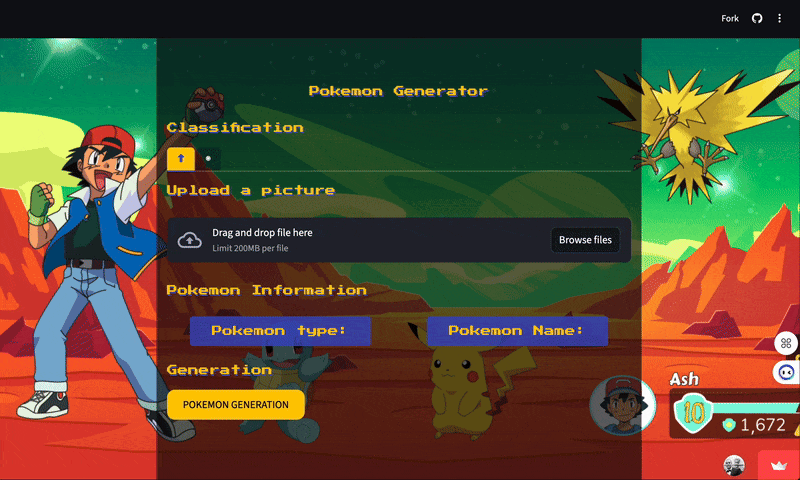 Fork
Pokemon Generator
Classification
Upload a picture
Drag and drop file here
Limit 200MB per file
Browse files
Pokemon Information
Pokemon type:
Pokemon Name:
Generation
POKEMON GENERATION
Ash
10
1,672